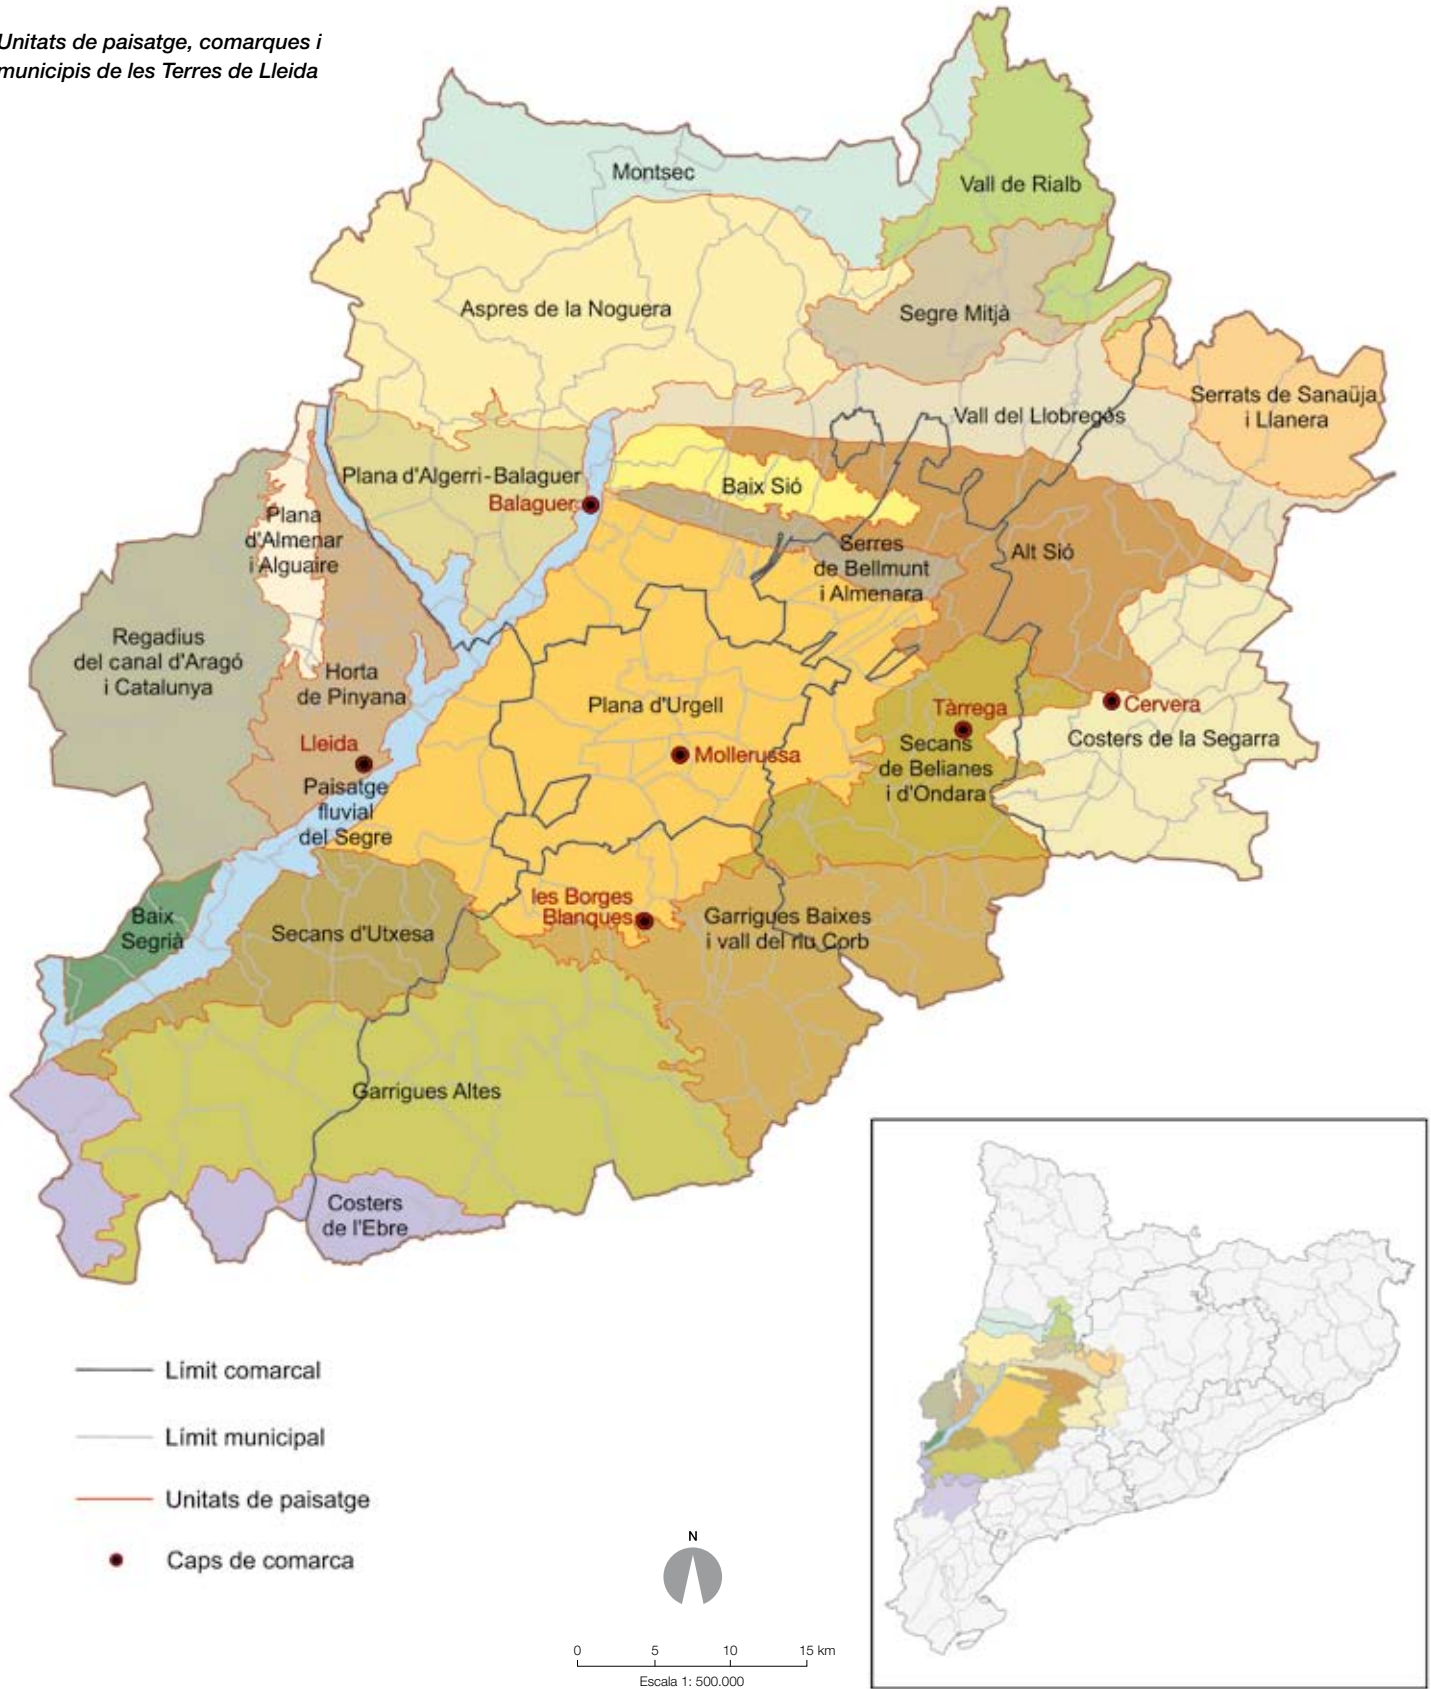 Unitats de paisatge, comarques i
municipis de les Terres de Lleida
Montsec
Vall de Rialb
Aspres de la Noguera
Segre Mitjà
Serrats de Sanaüja
i Llanera
Vall del Llobregós
Plana d'Algerri-Balaguer
Balaguer
Baix Sió
Plana
d'Almenar
i Alguaire
Serres
de Bellmunt
i Almenara
Alt Sió
Regadius
del canal d'Aragó
i Catalunya
Horta
de Pinyana
Plana d'Urgell
Tàrrega
Cervera
Lleida
Mollerussa
Secans
de Belianes
i d'Ondara
Costers de la Segarra
Paisatge
fluvial
del Segre
les Borges
Blanques
Baix
Segrià
Secans d'Utxesa
Garrigues Baixes
i vall del riu Corb
Garrigues Altes
Costers
de l'Ebre
Límit comarcal
Límit municipal
Unitats de paisatge
Caps de comarca
N
0 5 10 15 km
Escala 1: 500.000